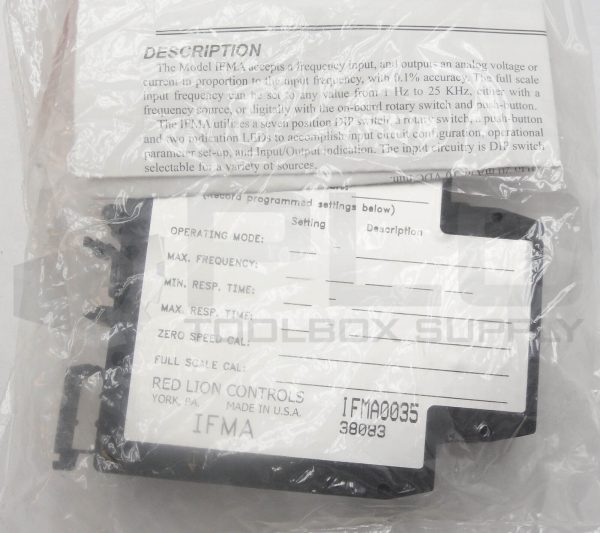 DESCRIPTION
The Model IFMA accepts a frequency input, and outputs an analog voltage or
current in proportion to the input frequency, with 0.1% accuracy. The full scale
input frequency can be set to any value from 1 Hz to 25 KHz, either with a
frequency source, or digitally with the on-board rotary switch and push-button.
The IFMA utilizes a seven position DIP switch, a rotary switch, a push-button
and two indication LEDs to accomplish input circuit configuration, operational
parameter set-up, and Input/Output indication. The input circuitry is DIP switch
selectable for a variety of sources.
(Record programmed settings below)
Setting Description
OPERATING MODE:
MAX. FREQUENCY:
MIN. RESP. TIME:
MAX. RESP. TIME:
ZERO SPEED CAL:
FULL SCALE CAL:
RED LION CONTROLS
YORK, PA. MADE IN U.S.A.
IFMA
IFMA0035
38083
PLC
TOOLBOX SUPPLY